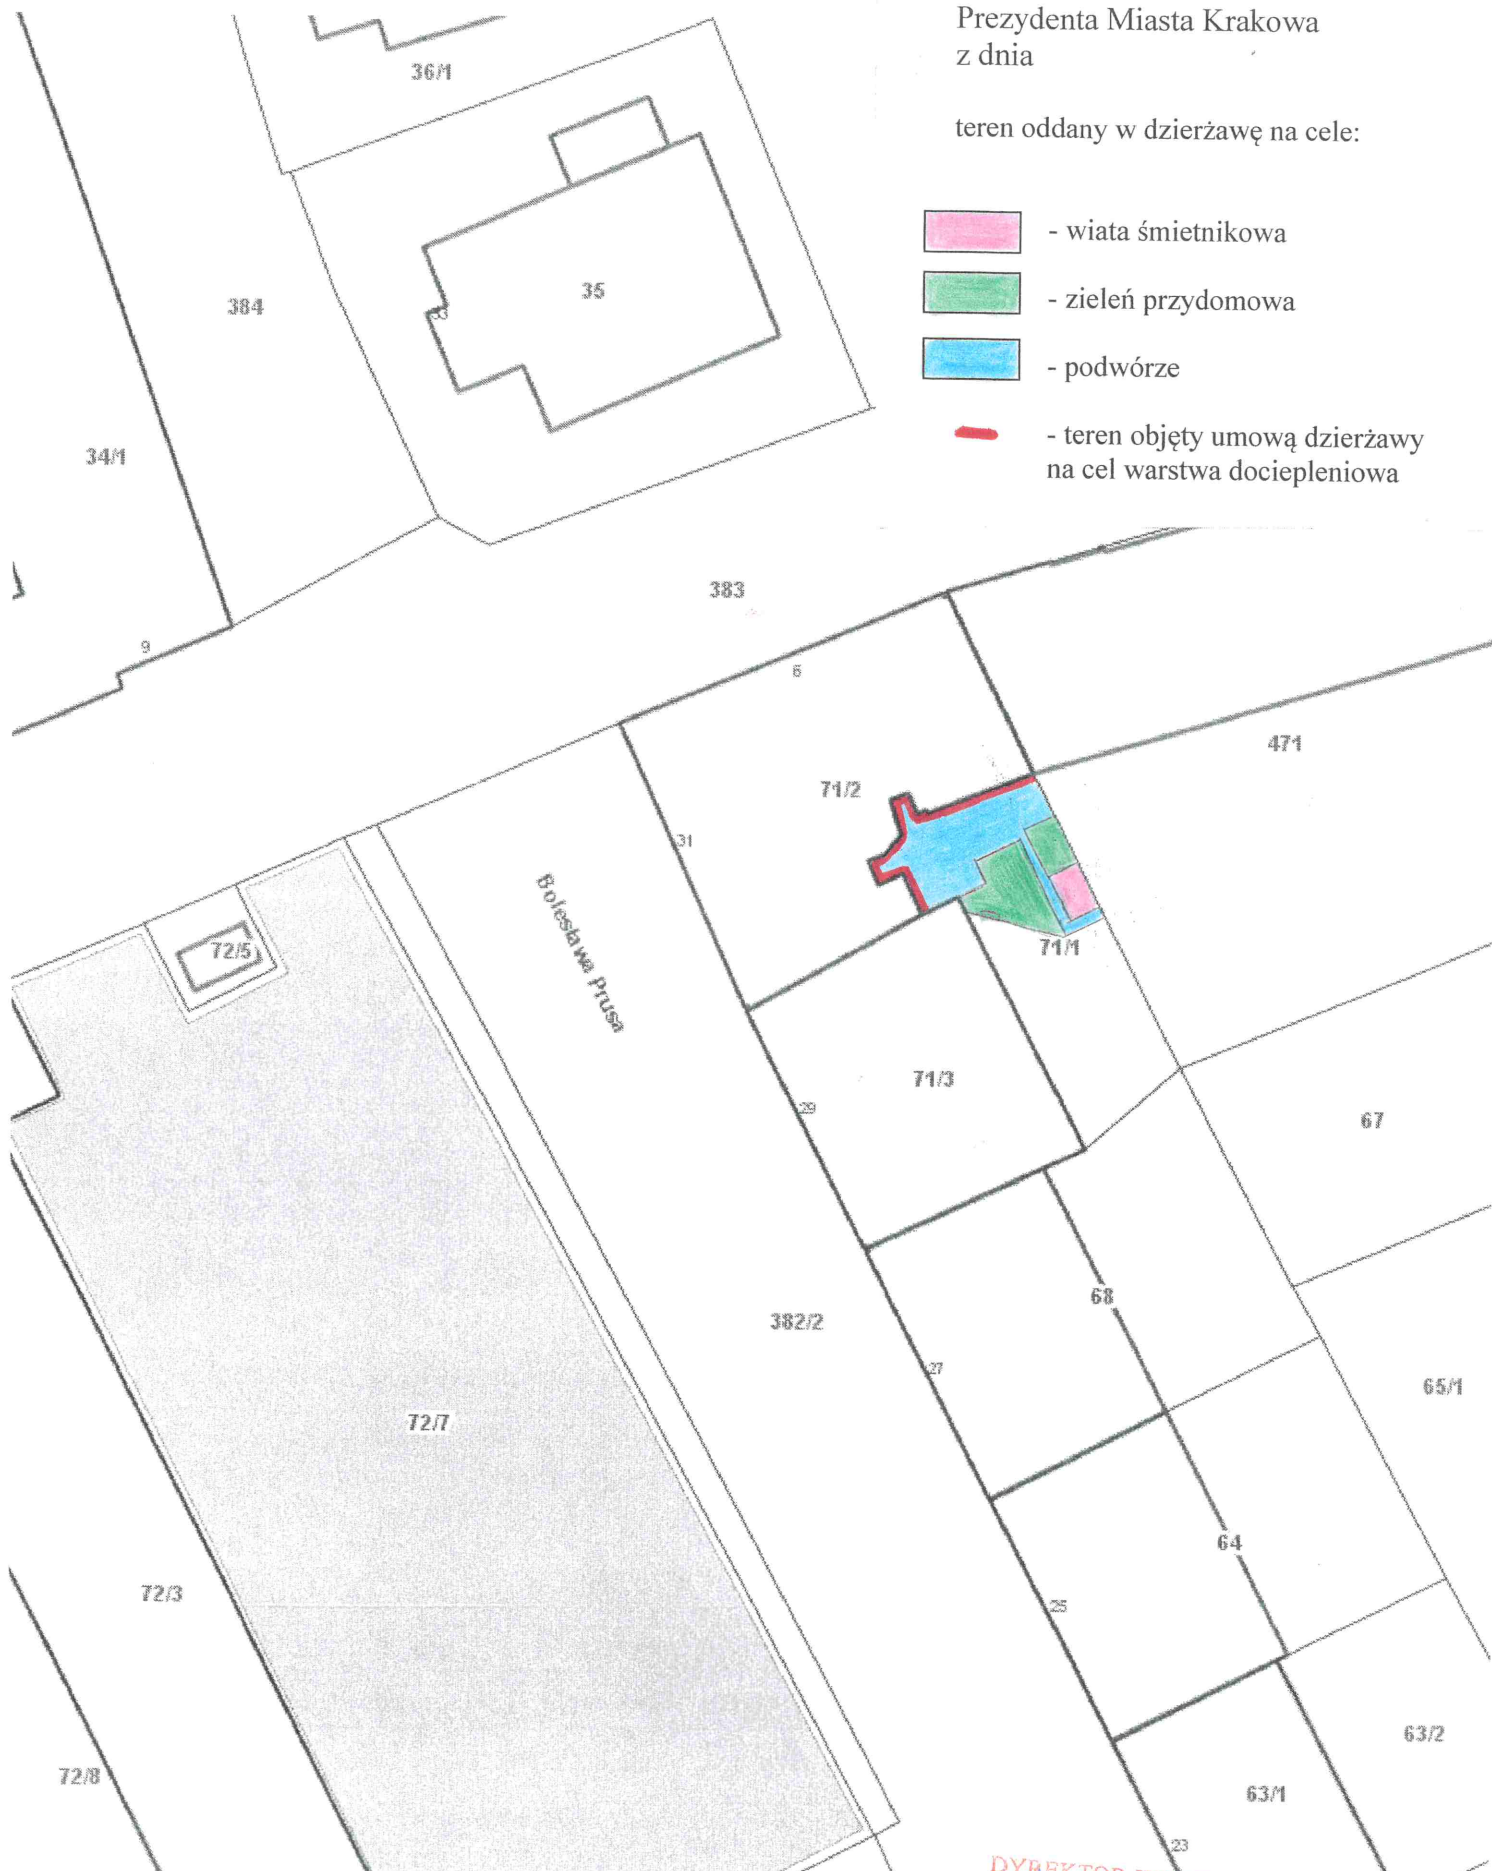 Prezydenta Miasta Krakowa
z dnia
teren oddany w dzierżawę na cele:
- wiata śmietnikowa
- zieleń przydomowa
- podwórze
- teren objęty umową dzierżawy
na cel warstwa dociepleniowa
36/1
35
33
384
34/1
383
9
6
471
71/2
31
Bolesława Prusa
72/5
71/1
71/3
29
67
68
382/2
27
65/1
72/7
64
72/3
25
63/2
72/8
63/1
23
DYREKTOR